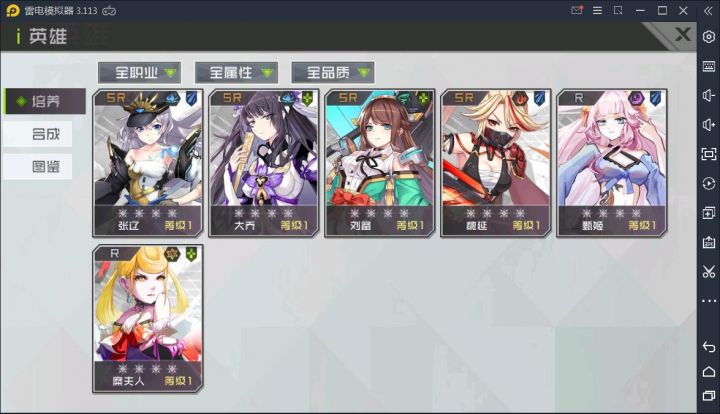 雷电模拟器 3.113
i 英雄
全职业
全属性
全品质
培养
合成
图鉴
SR
张辽
等级1
SR
大乔
等级1
SR
刘备
等级1
SR
魏延
等级1
R
甄姬
等级1
R
糜夫人
等级1